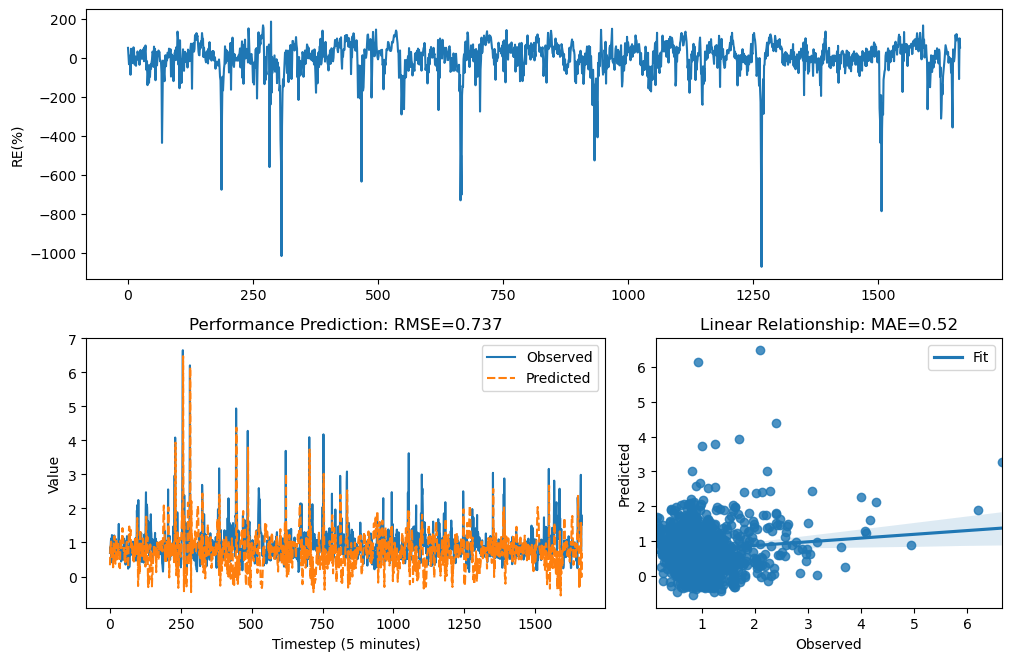 RE(%)
200
0
−200
−400
−600
−800
−1000
0 250 500 750 1000 1250 1500
Performance Prediction: RMSE=0.737
Value
7
6
5
4
3
2
1
0
Observed
Predicted
0 250 500 750 1000 1250 1500
Timestep (5 minutes)
Linear Relationship: MAE=0.52
Predicted
6
5
4
3
2
1
0
Fit
1 2 3 4 5 6
Observed